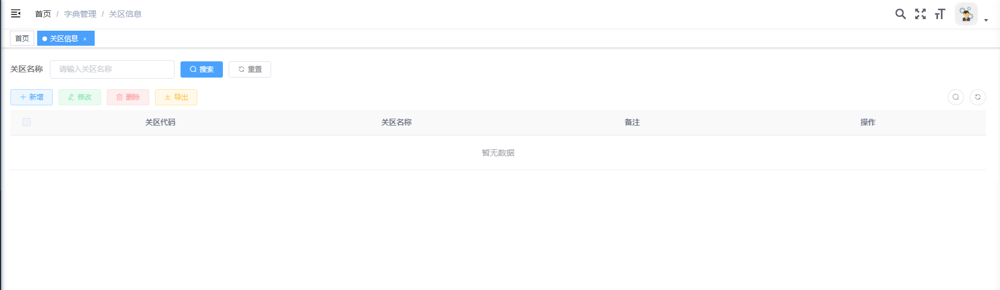 首页 / 字典管理 / 关区信息
首页 关区信息 ×
关区名称 请输入关区名称 搜索 重置
新增 修改 删除 导出
关区代码 关区名称 备注 操作
暂无数据